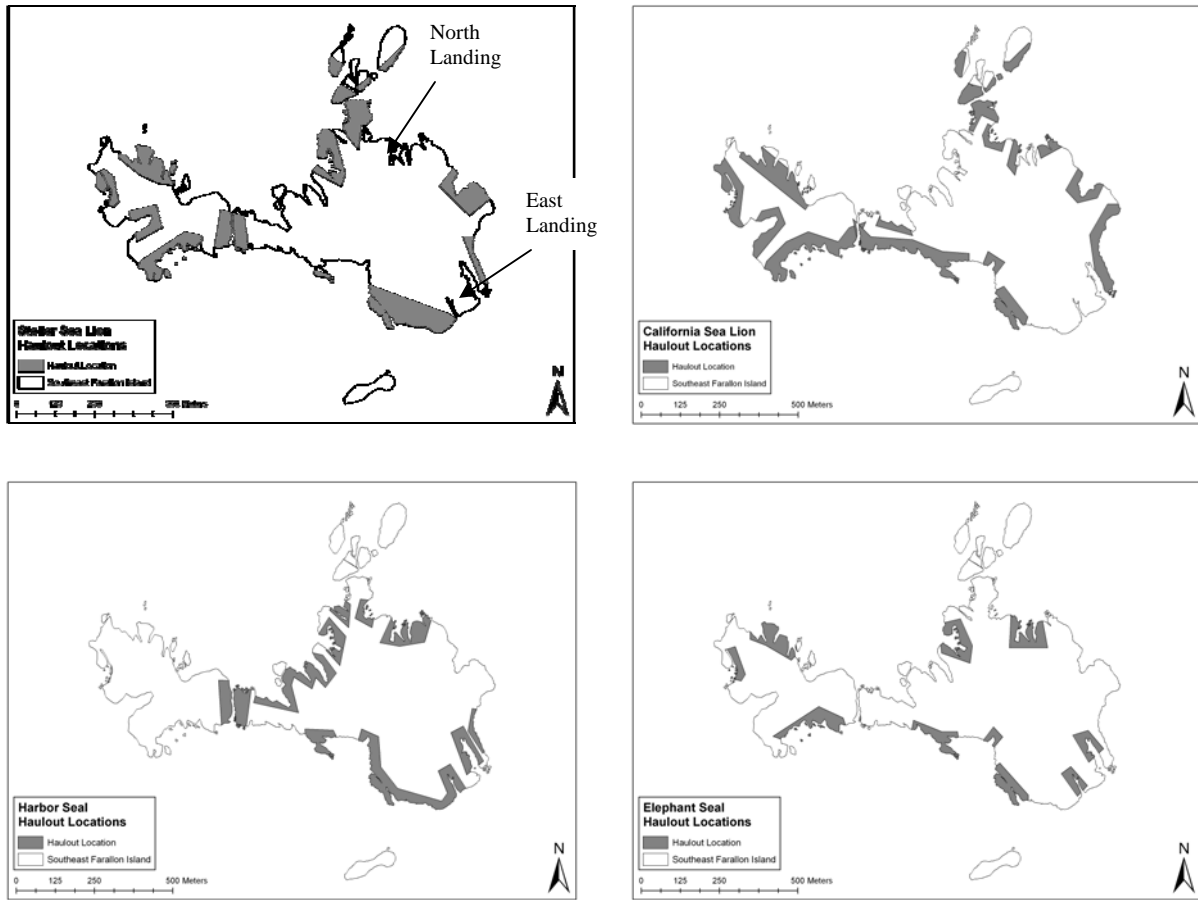 North
Landing
East
Landing
Steller Sea Lion
Haulout Locations
Haulout Location
Southeast Farallon Island
N
Meters
California Sea Lion
Haulout Locations
Haulout Location
Southeast Farallon Island
N
0 125 250 500 Meters
Harbor Seal
Haulout Locations
Haulout Location
Southeast Farallon Island
N
0 125 250 500 Meters
Elephant Seal
Haulout Locations
Haulout Location
Southeast Farallon Island
N
0 125 250 500 Meters